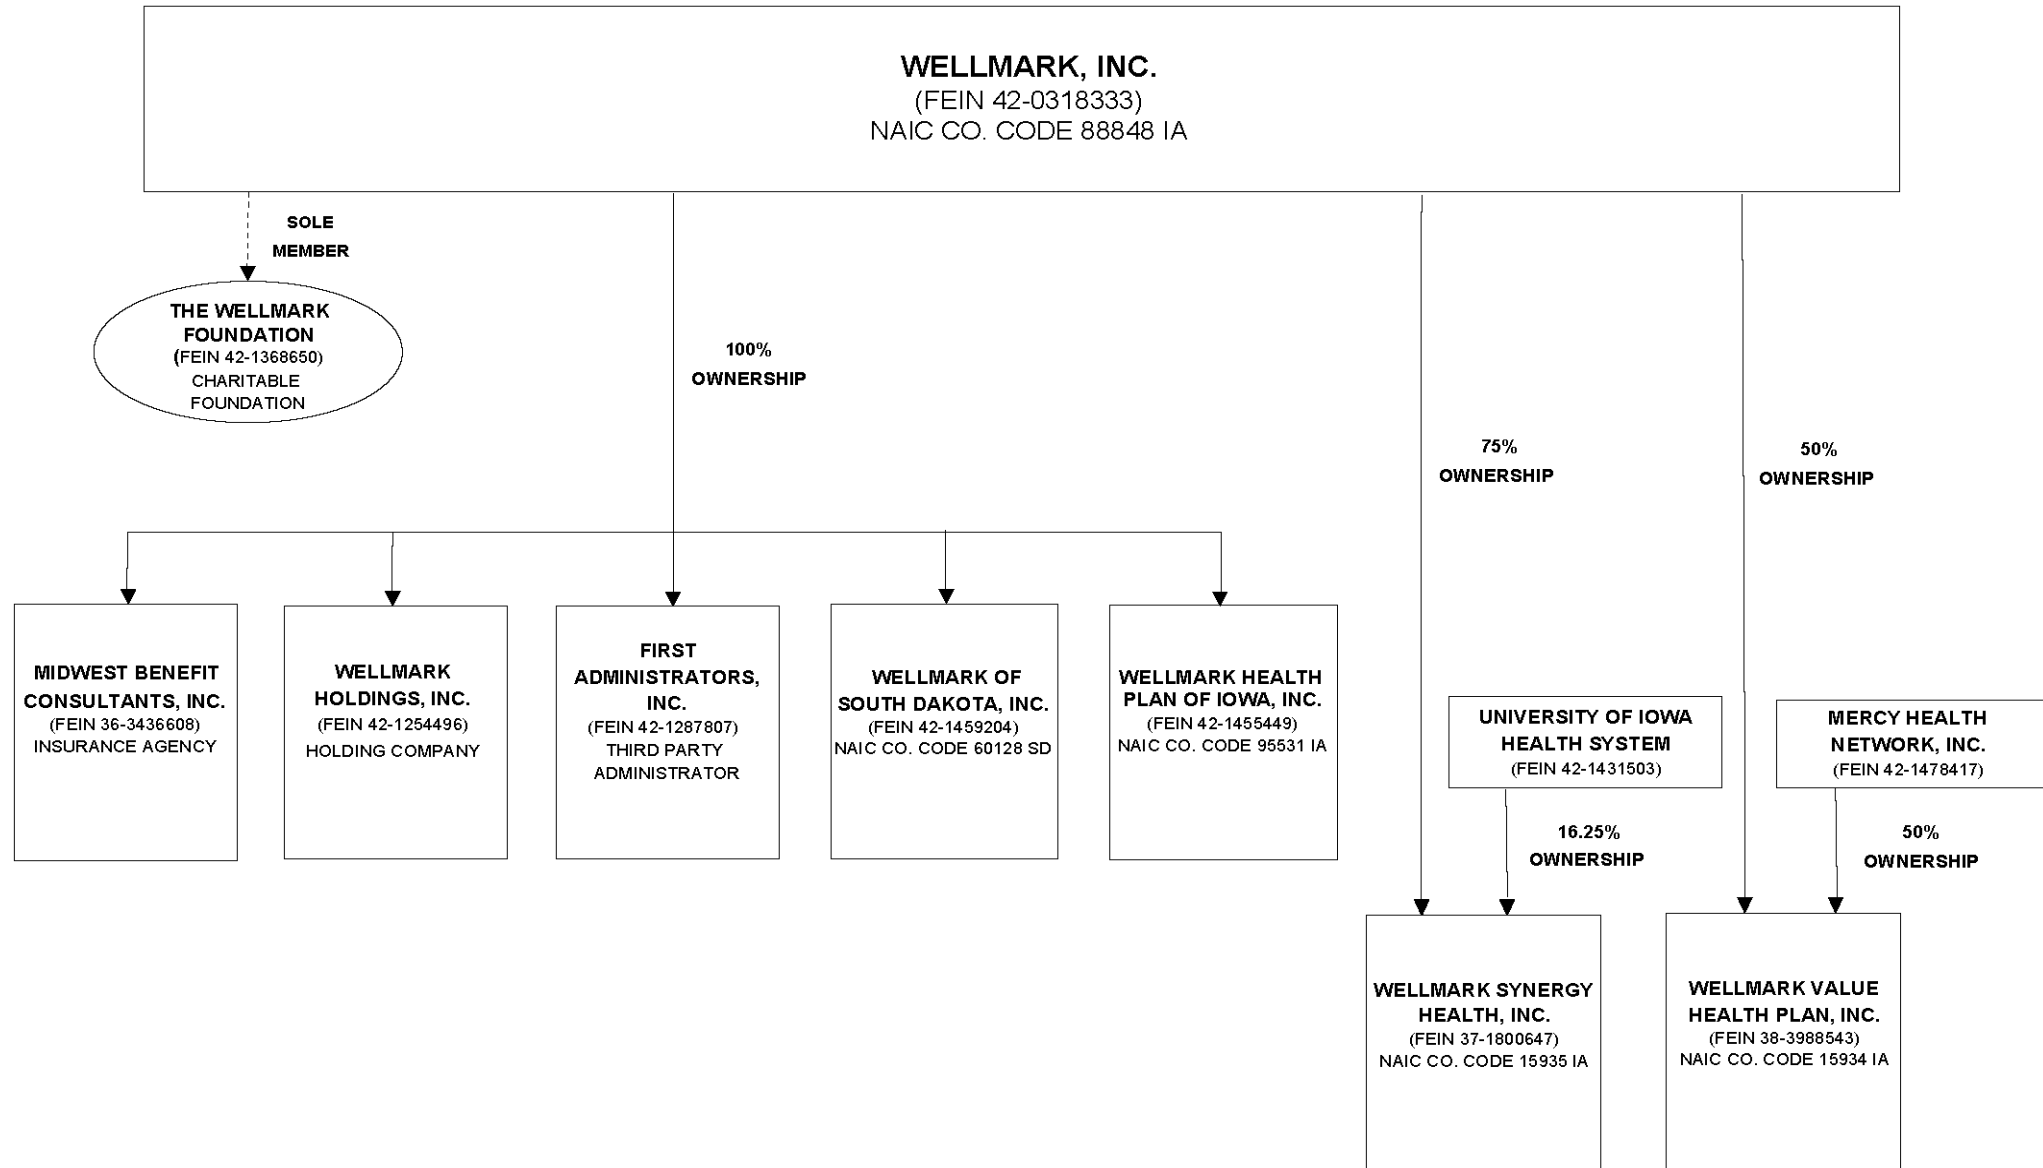 WELLMARK, INC.
(FEIN 42-0318333)
NAIC CO. CODE 88848 IA
SOLE
MEMBER
THE WELLMARK
FOUNDATION
(FEIN 42-1368650)
CHARITABLE
FOUNDATION
100%
OWNERSHIP
75%
OWNERSHIP
50%
OWNERSHIP
MIDWEST BENEFIT
CONSULTANTS, INC.
(FEIN 36-3436608)
INSURANCE AGENCY
WELLMARK
HOLDINGS, INC.
(FEIN 42-1254496)
HOLDING COMPANY
FIRST
ADMINISTRATORS,
INC.
(FEIN 42-1287807)
THIRD PARTY
ADMINISTRATOR
WELLMARK OF
SOUTH DAKOTA, INC.
(FEIN 42-1459204)
NAIC CO. CODE 60128 SD
WELLMARK HEALTH
PLAN OF IOWA, INC.
(FEIN 42-1455449)
NAIC CO. CODE 95531 IA
UNIVERSITY OF IOWA
HEALTH SYSTEM
(FEIN 42-1431503)
MERCY HEALTH
NETWORK, INC.
(FEIN 42-1478417)
16.25%
OWNERSHIP
50%
OWNERSHIP
WELLMARK SYNERGY
HEALTH, INC.
(FEIN 37-1800647)
NAIC CO. CODE 15935 IA
WELLMARK VALUE
HEALTH PLAN, INC.
(FEIN 38-3988543)
NAIC CO. CODE 15934 IA